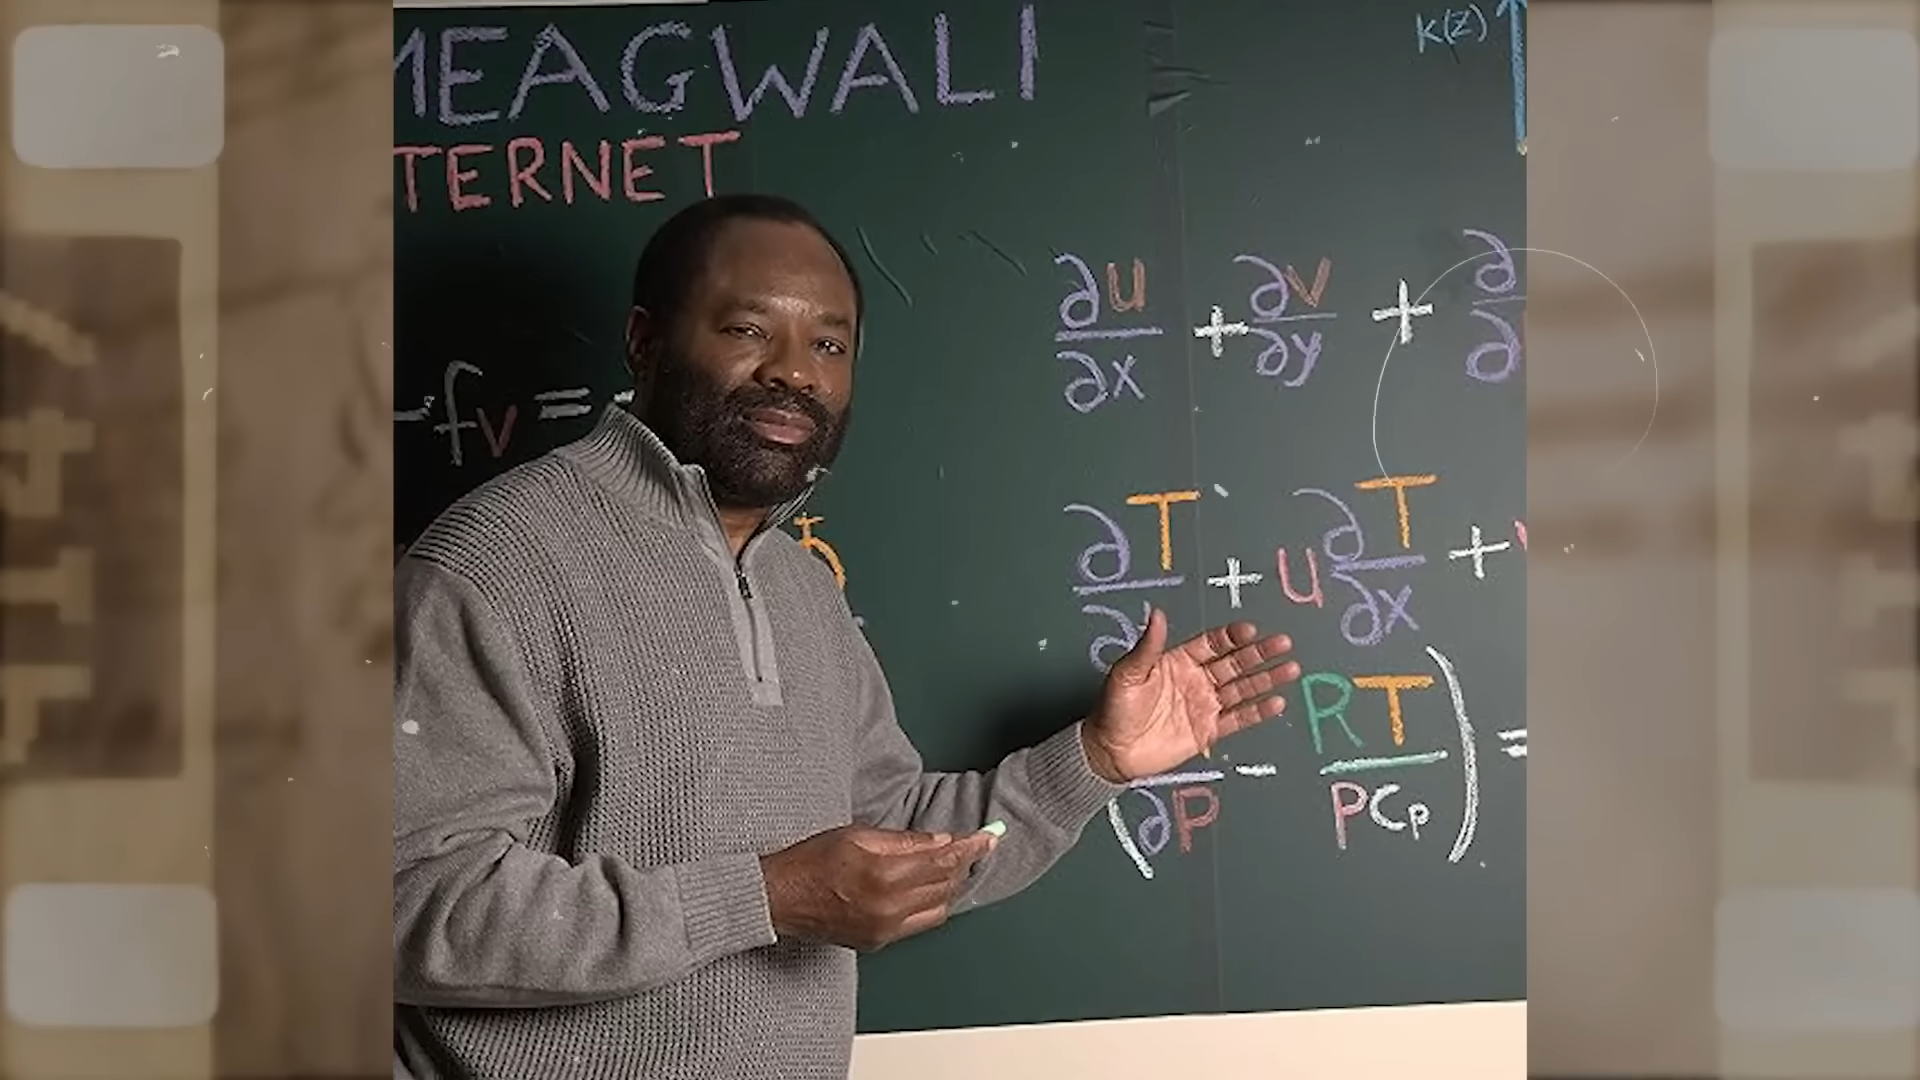 MEAGWALI
TERNET
k(z)
∂u/∂x + ∂v/∂y + ∂
-fv =
∂T/∂ + u ∂T/∂x +
(∂p - RT/PCp) =